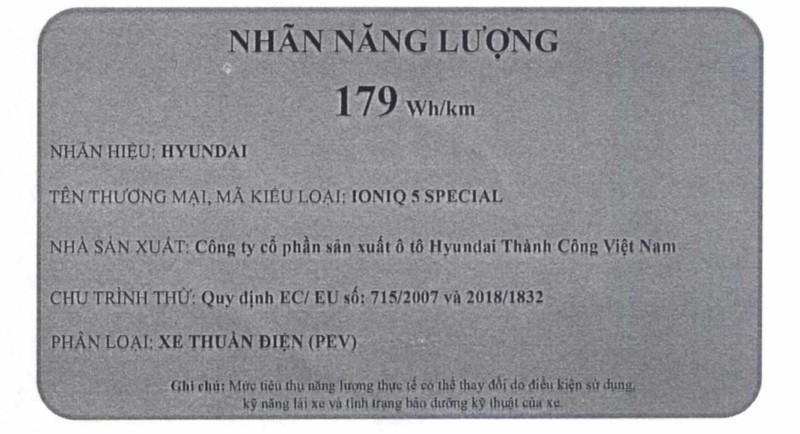 NHÃN NĂNG LƯỢNG
179 Wh/km
NHÃN HIỆU: HYUNDAI
TÊN THƯƠNG MẠI, MÃ KIỂU LOẠI: IONIQ 5 SPECIAL
NHÀ SẢN XUẤT: Công ty cổ phần sản xuất ô tô Hyundai Thành Công Việt Nam
CHU TRÌNH THỬ: Quy định EC/ EU số: 715/2007 và 2018/1832
PHÂN LOẠI: XE THUẦN ĐIỆN (PEV)
Ghi chú: Mức tiêu thụ năng lượng thực tế có thể thay đổi do điều kiện sử dụng,
kỹ năng lái xe và tình trạng bảo dưỡng kỹ thuật của xe.